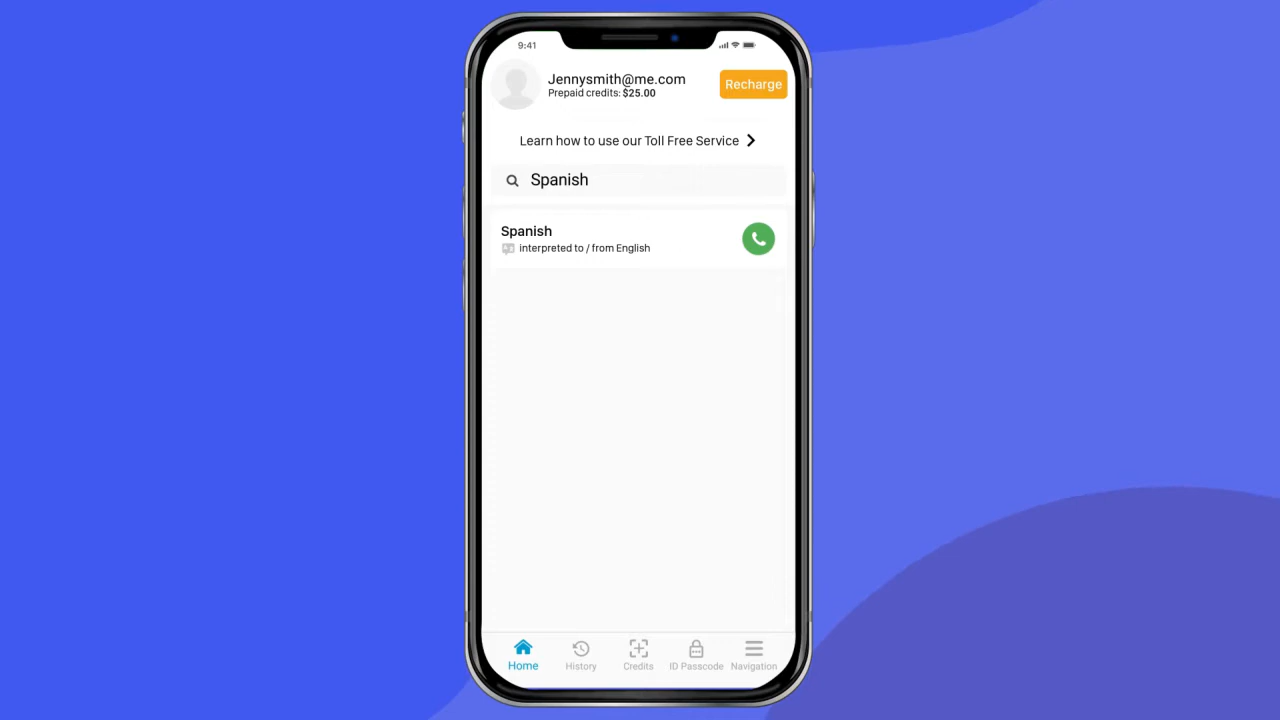 9:41
Jennysmith@me.com
Prepaid credits: $25.00
Recharge
Learn how to use our Toll Free Service
Spanish
Spanish
interpreted to / from English
Home
History
Credits
ID Passcode
Navigation